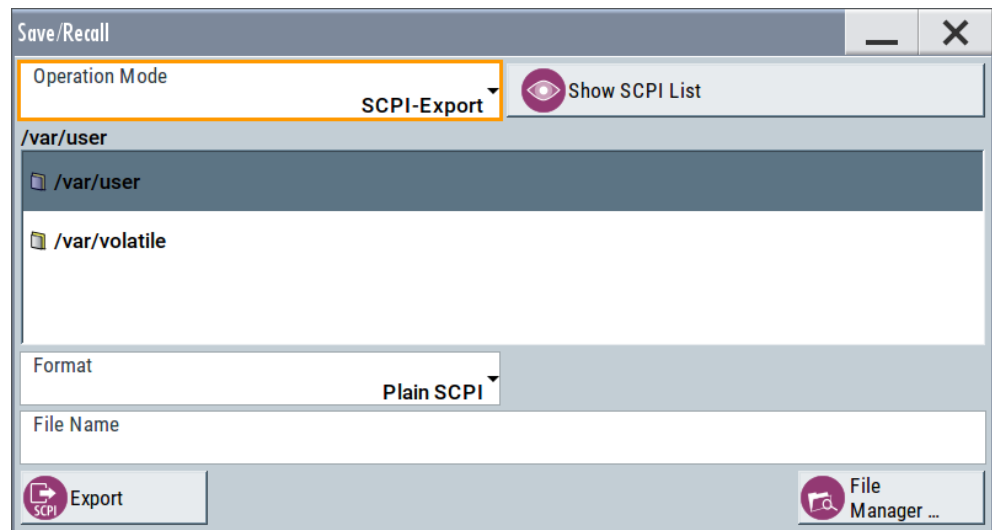 Save/Recall
Operation Mode
SCPI-Export
Show SCPI List
/var/user
/var/user
/var/volatile
Format
Plain SCPI
File Name
SCPI
Export
File
Manager ...